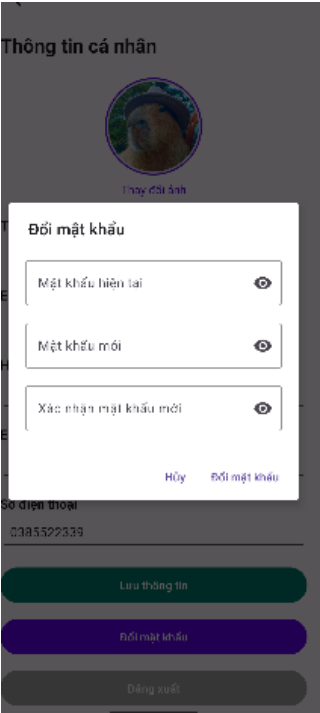 Thông tin cá nhân
Thay đổi ảnh
T
Đổi mật khẩu
Mật khẩu hiện tại
E
Mật khẩu mới
H
Xác nhận mật khẩu mới
E
Hủy
Đổi mật khẩu
Số điện thoại
0385522339
Lưu thông tin
Đổi mật khẩu
Đăng xuất